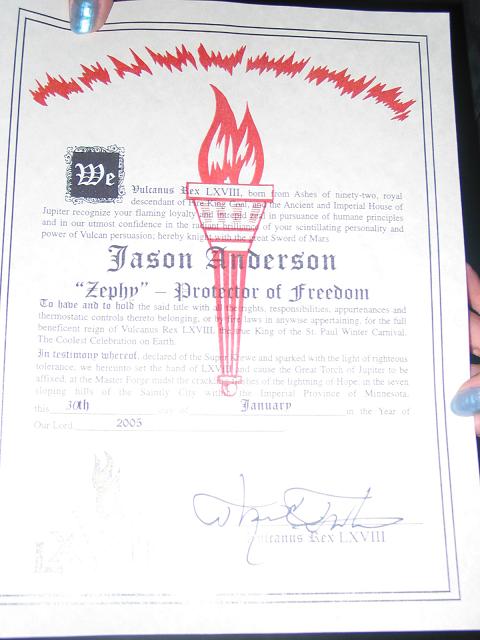 We
Vulcanus Rex LXVIII, born from Ashes of ninety-two, royal
descendant of Fire King Coal, and the Ancient and Imperial House of
Jupiter recognize your flaming loyalty and intrepid zeal in pursuance of humane principles
and in our utmost confidence in the radiant brilliance of your scintillating personality and
power of Vulcan persuasion; hereby knight with the great Sword of Mars
Jason Anderson
"Zephy" – Protector of Freedom
To have and to hold the said title with all the rights, responsibilities, appurtenances and
thermostatic controls thereto belonging, or by fire laws in anywise appertaining, for the full
beneficent reign of Vulcanus Rex LXVIII, the true King of the St. Paul Winter Carnival,
The Coolest Celebration on Earth.
In testimony whereof, declared of the Super Krewe and sparked with the light of righteous
tolerance, we hereinto set the hand of LXVIII and cause the Great Torch of Jupiter to be
affixed, at the Master Forge midst the crackling flashes of the lightning of Hope, in the seven
sloping hills of the Saintly City within the Imperial Province of Minnesota,
this 30th day of January in the Year of
Our Lord 2005
Vulcanus Rex LXVIII